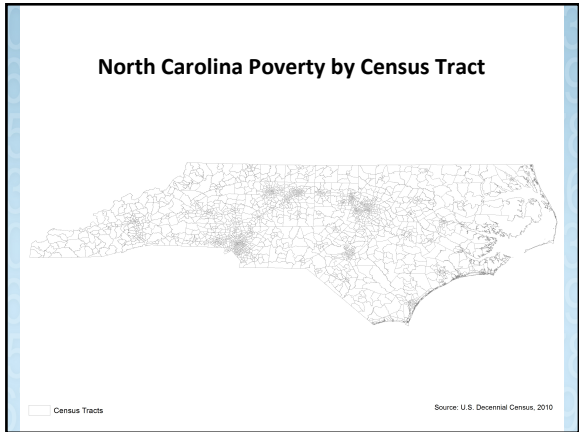 North Carolina Poverty by Census Tract
Census Tracts
Source: U.S. Decennial Census, 2010